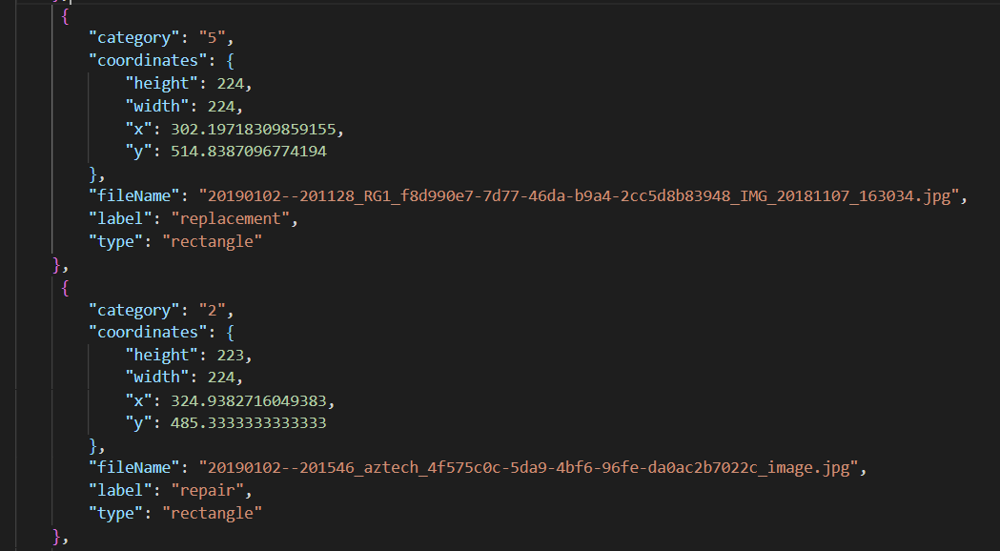 {
"category": "5",
"coordinates": {
"height": 224,
"width": 224,
"x": 302.19718309859155,
"y": 514.8387096774194
},
"fileName": "20190102--201128_RG1_f8d990e7-7d77-46da-b9a4-2cc5d8b83948_IMG_20181107_163034.jpg",
"label": "replacement",
"type": "rectangle"
},
{
"category": "2",
"coordinates": {
"height": 223,
"width": 224,
"x": 324.9382716049383,
"y": 485.3333333333333
},
"fileName": "20190102--201546_aztech_4f575c0c-5da9-4bf6-96fe-da0ac2b7022c_image.jpg",
"label": "repair",
"type": "rectangle"
},